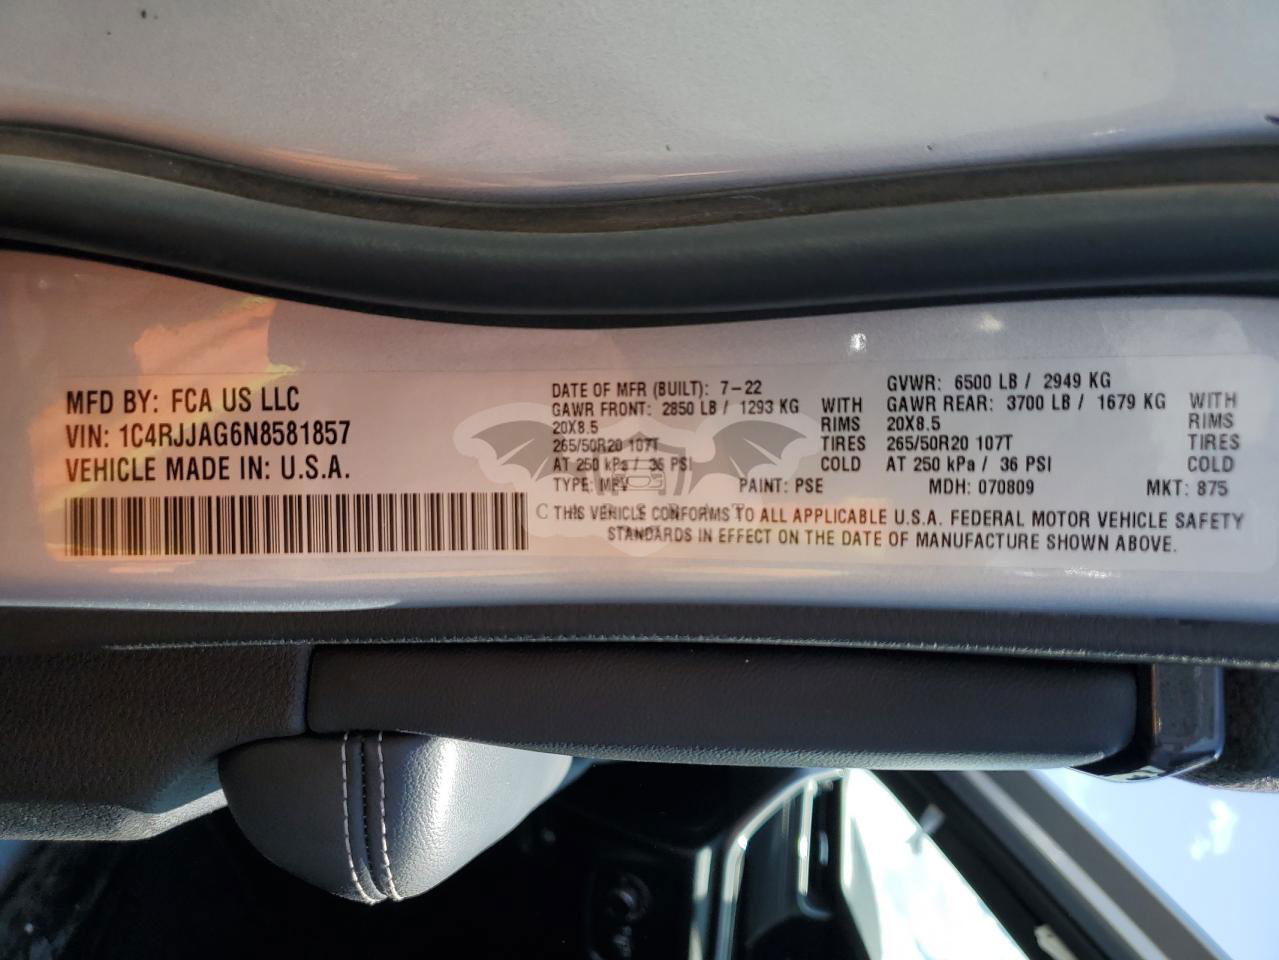 MFD BY: FCA US LLC
VIN: 1C4RJJAG6N8581857
VEHICLE MADE IN: U.S.A.
DATE OF MFR (BUILT): 7-22
GAWR FRONT: 2850 LB / 1293 KG WITH
20X8.5 RIMS
265/50R20 107T TIRES
AT 250 kPa / 36 PSI COLD
GVWR: 6500 LB / 2949 KG
GAWR REAR: 3700 LB / 1679 KG WITH
20X8.5 RIMS
265/50R20 107T TIRES
AT 250 kPa / 36 PSI COLD
TYPE: MPV PAINT: PSE MDH: 070809 MKT: 875
THIS VEHICLE CONFORMS TO ALL APPLICABLE U.S.A. FEDERAL MOTOR VEHICLE SAFETY
STANDARDS IN EFFECT ON THE DATE OF MANUFACTURE SHOWN ABOVE.